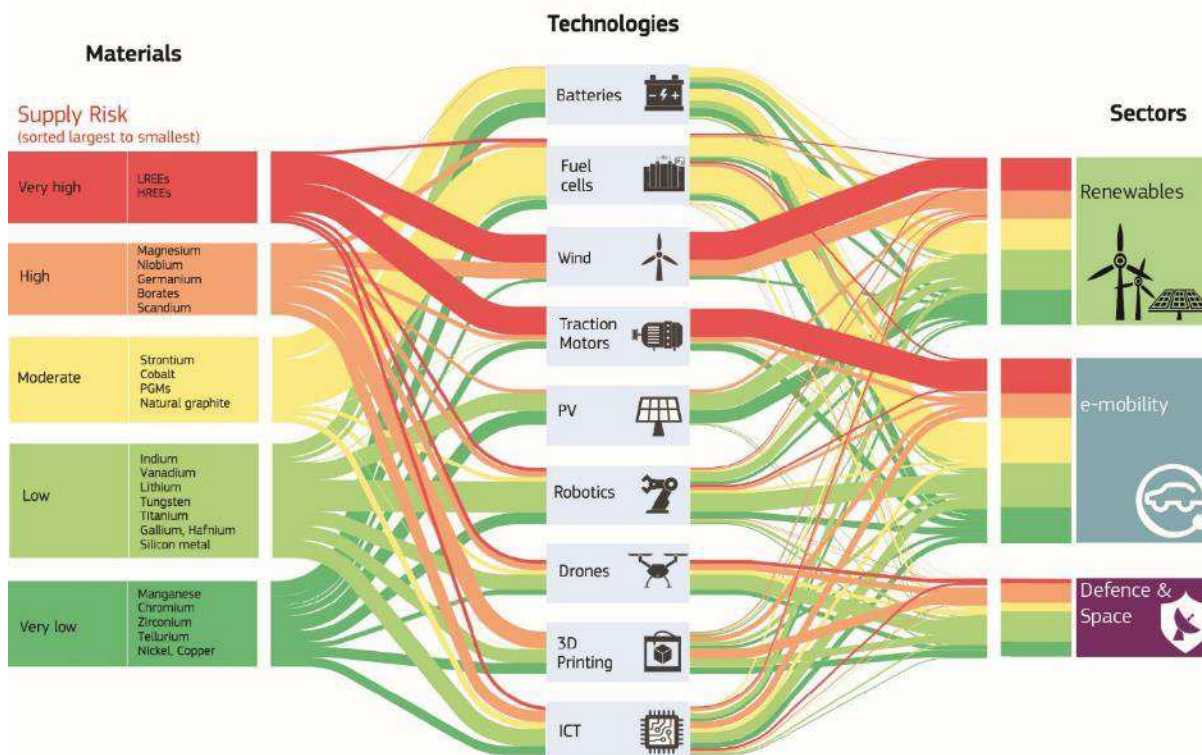 Technologies
Materials
Supply Risk
(sorted largest to smallest)
Very high
LREEs
HREEs
High
Magnesium
Niobium
Germanium
Borates
Scandium
Moderate
Strontium
Cobalt
PGMs
Natural graphite
Low
Indium
Vanadium
Lithium
Tungsten
Titanium
Gallium, Hafnium
Silicon metal
Very low
Manganese
Chromium
Zirconium
Tellurium
Nickel, Copper
Batteries
Fuel
cells
Wind
Traction
Motors
PV
Robotics
Drones
3D
Printing
ICT
Sectors
Renewables
e-mobility
Defence &
Space